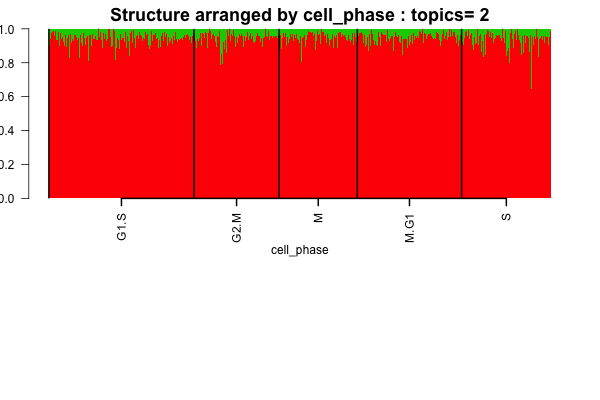 Structure arranged by cell_phase : topics= 2
1.0
0.8
0.6
0.4
0.2
0.0
G1.S
G2.M
M
M.G1
S
cell_phase